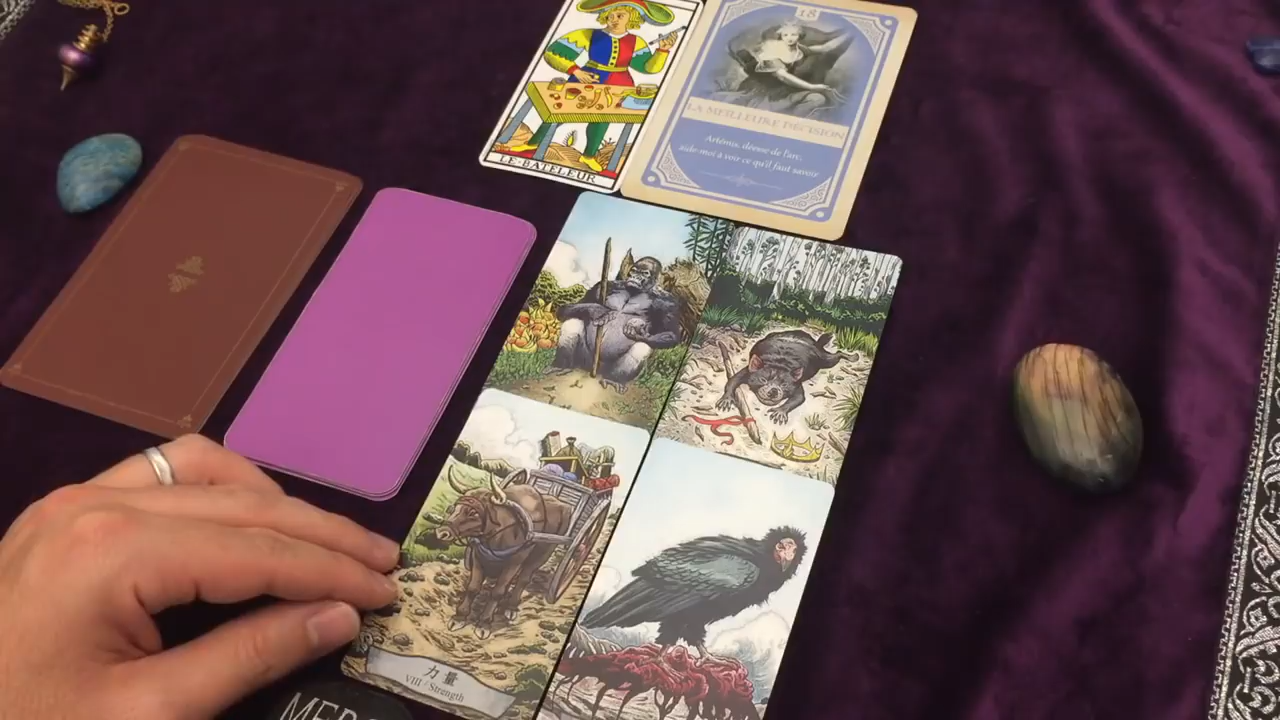 18
LE·BATELEUR
LA MEILLEURE DÉCISION
Artémis, déesse de l'arc,
aide-moi à voir ce qu'il faut savoir
力量
VIII / Strength